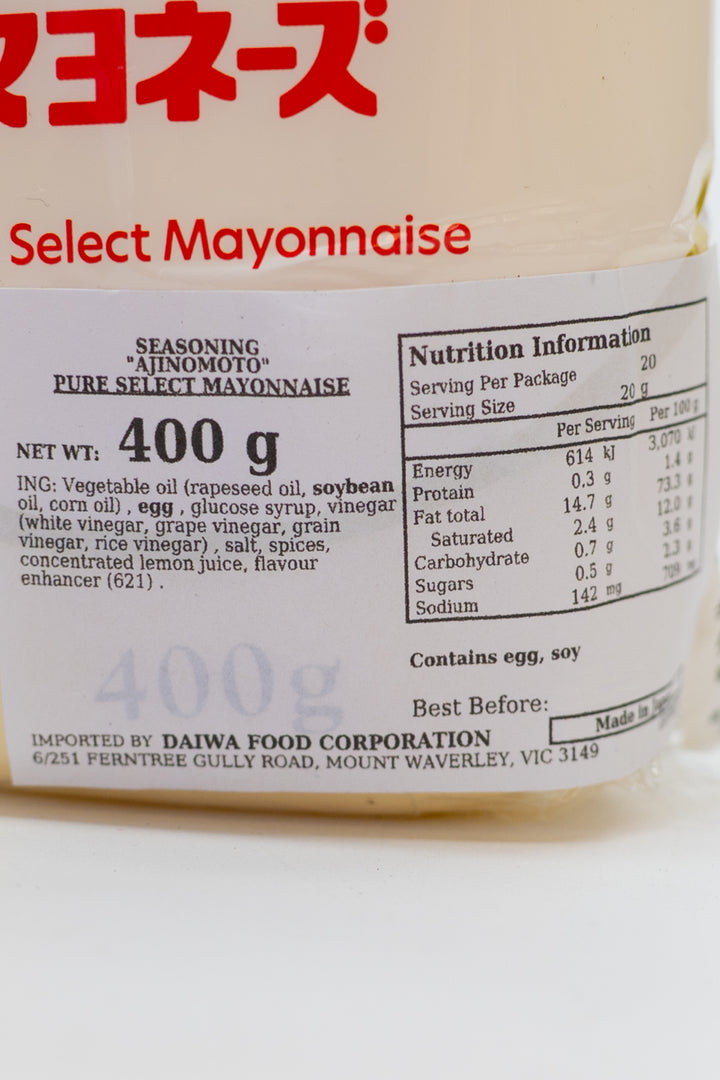 マヨネーズ
Select Mayonnaise
SEASONING
"AJINOMOTO"
PURE SELECT MAYONNAISE
NET WT: 400 g
ING: Vegetable oil (rapeseed oil, soybean
oil, corn oil) , egg , glucose syrup, vinegar
(white vinegar, grape vinegar, grain
vinegar, rice vinegar) , salt, spices,
concentrated lemon juice, flavour
enhancer (621) .
400g
Nutrition Information
Serving Per Package 20
Serving Size 20 g
Per Serving Per 100 g
Energy 614 kJ 3,070 kJ
Protein 0.3 g 1.4 g
Fat total 14.7 g 73.3 g
Saturated 2.4 g 12.0 g
Carbohydrate 0.7 g 3.6 g
Sugars 0.5 g 2.3 g
Sodium 142 mg 709
Contains egg, soy
Best Before:
Made in
IMPORTED BY DAIWA FOOD CORPORATION
6/251 FERNTREE GULLY ROAD, MOUNT WAVERLEY, VIC 3149